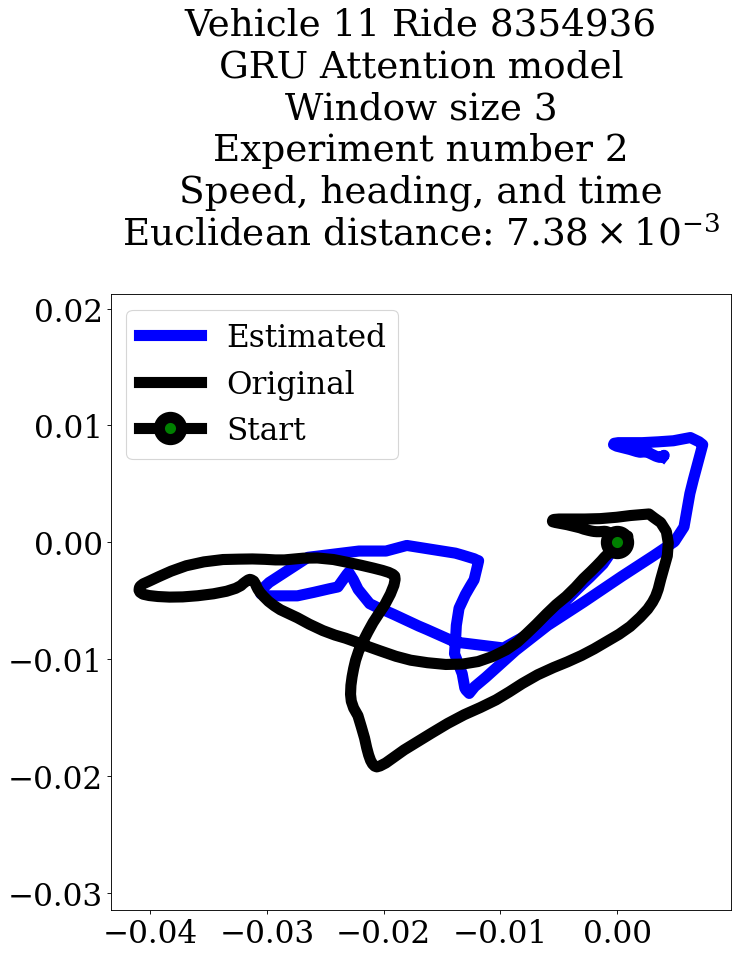 Vehicle 11 Ride 8354936
GRU Attention model
Window size 3
Experiment number 2
Speed, heading, and time
Euclidean distance: 7.38 × 10⁻³
0.02
Estimated
Original
0.01
Start
0.00
−0.01
−0.02
−0.03
−0.04 −0.03 −0.02 −0.01 0.00